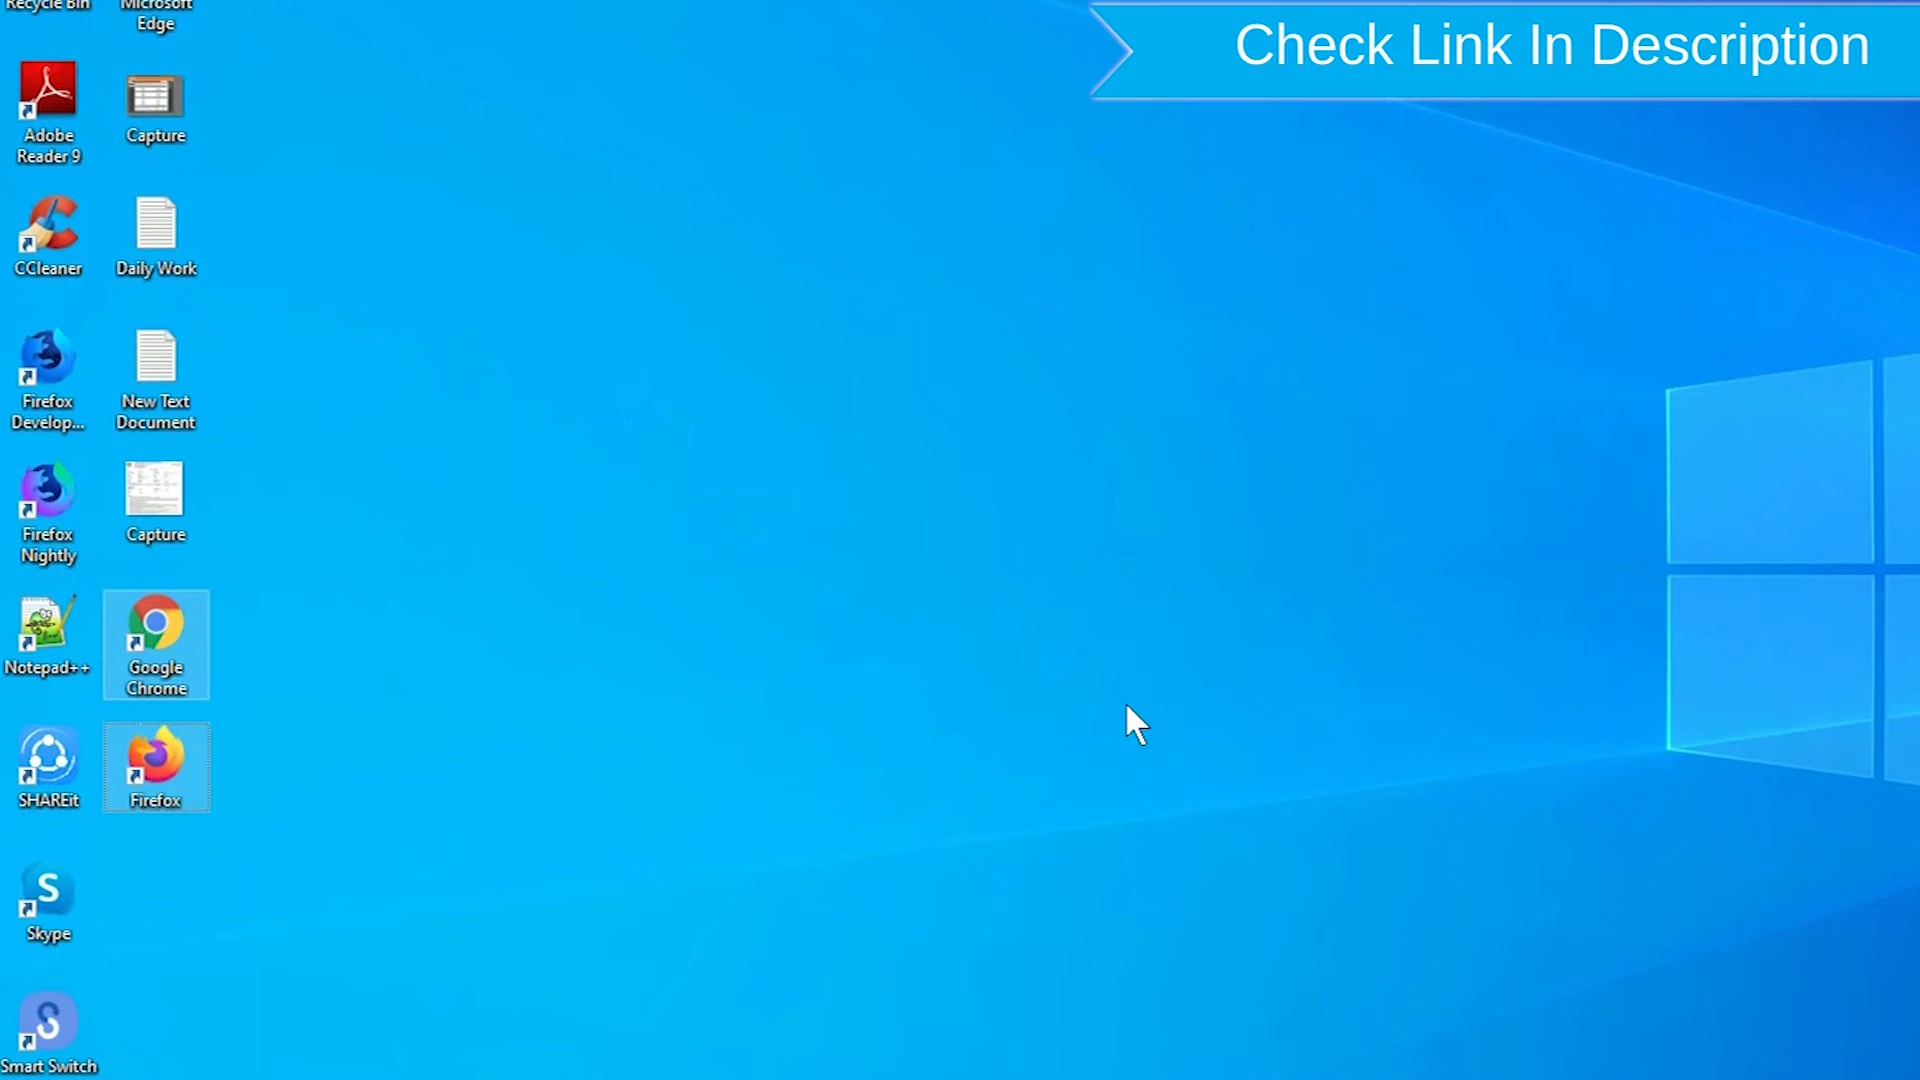 Recycle Bin
Microsoft
Edge
Check Link In Description
Adobe
Reader 9
Capture
CCleaner
Daily Work
Firefox
Develop...
New Text
Document
Firefox
Nightly
Capture
Notepad++
Google
Chrome
SHAREit
Firefox
Skype
Smart Switch